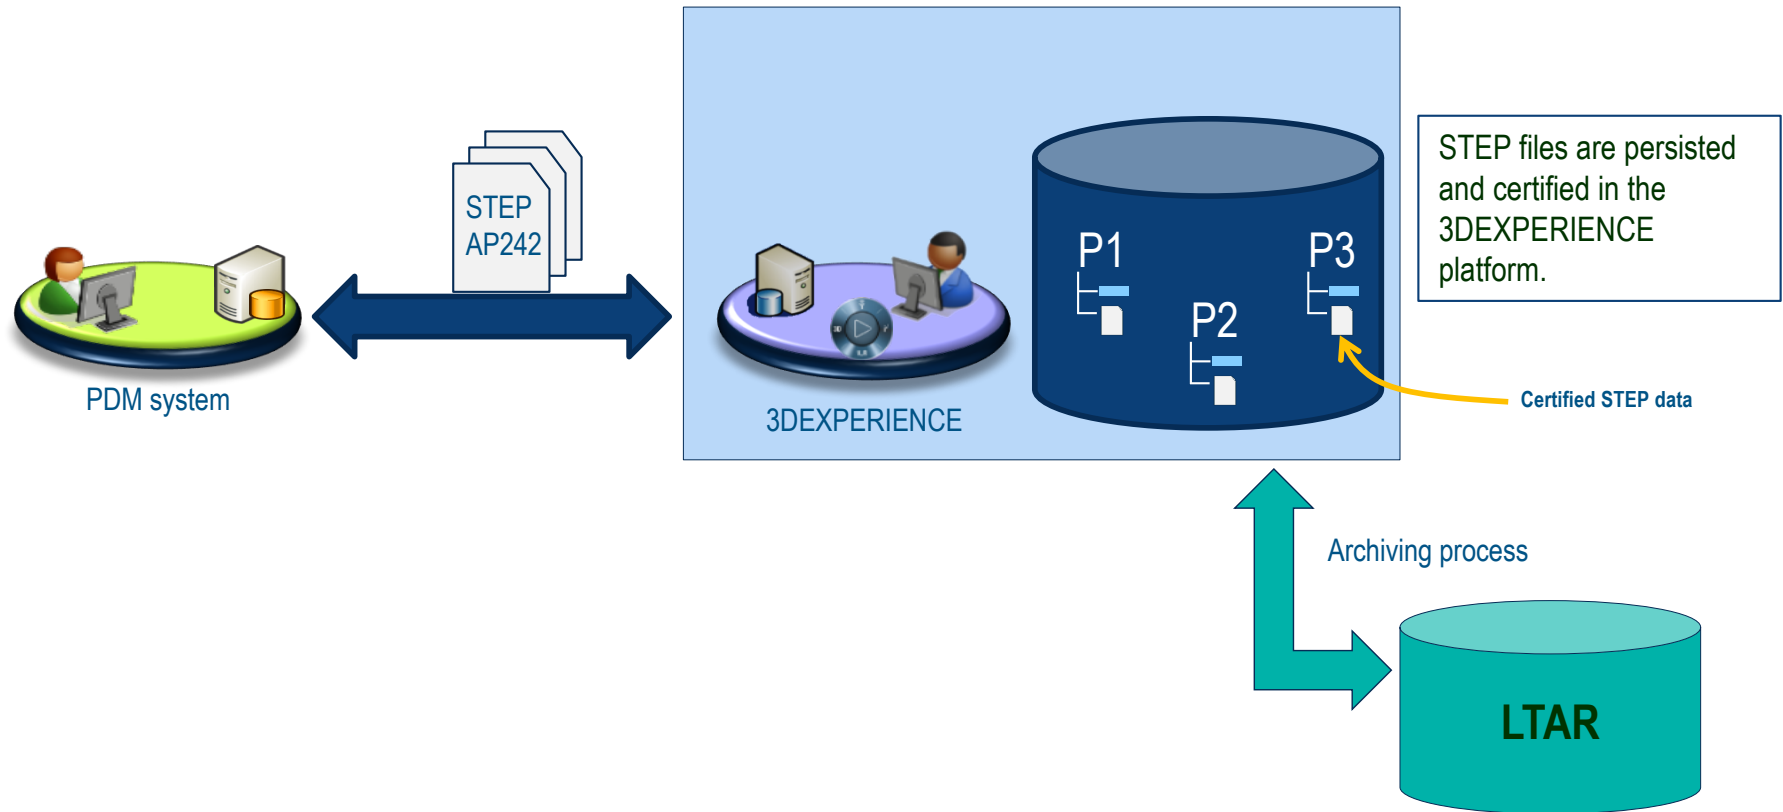 STEP
AP242
PDM system
3DEXPERIENCE
P1
P2
P3
STEP files are persisted
and certified in the
3DEXPERIENCE
platform.
Certified STEP data
Archiving process
LTAR